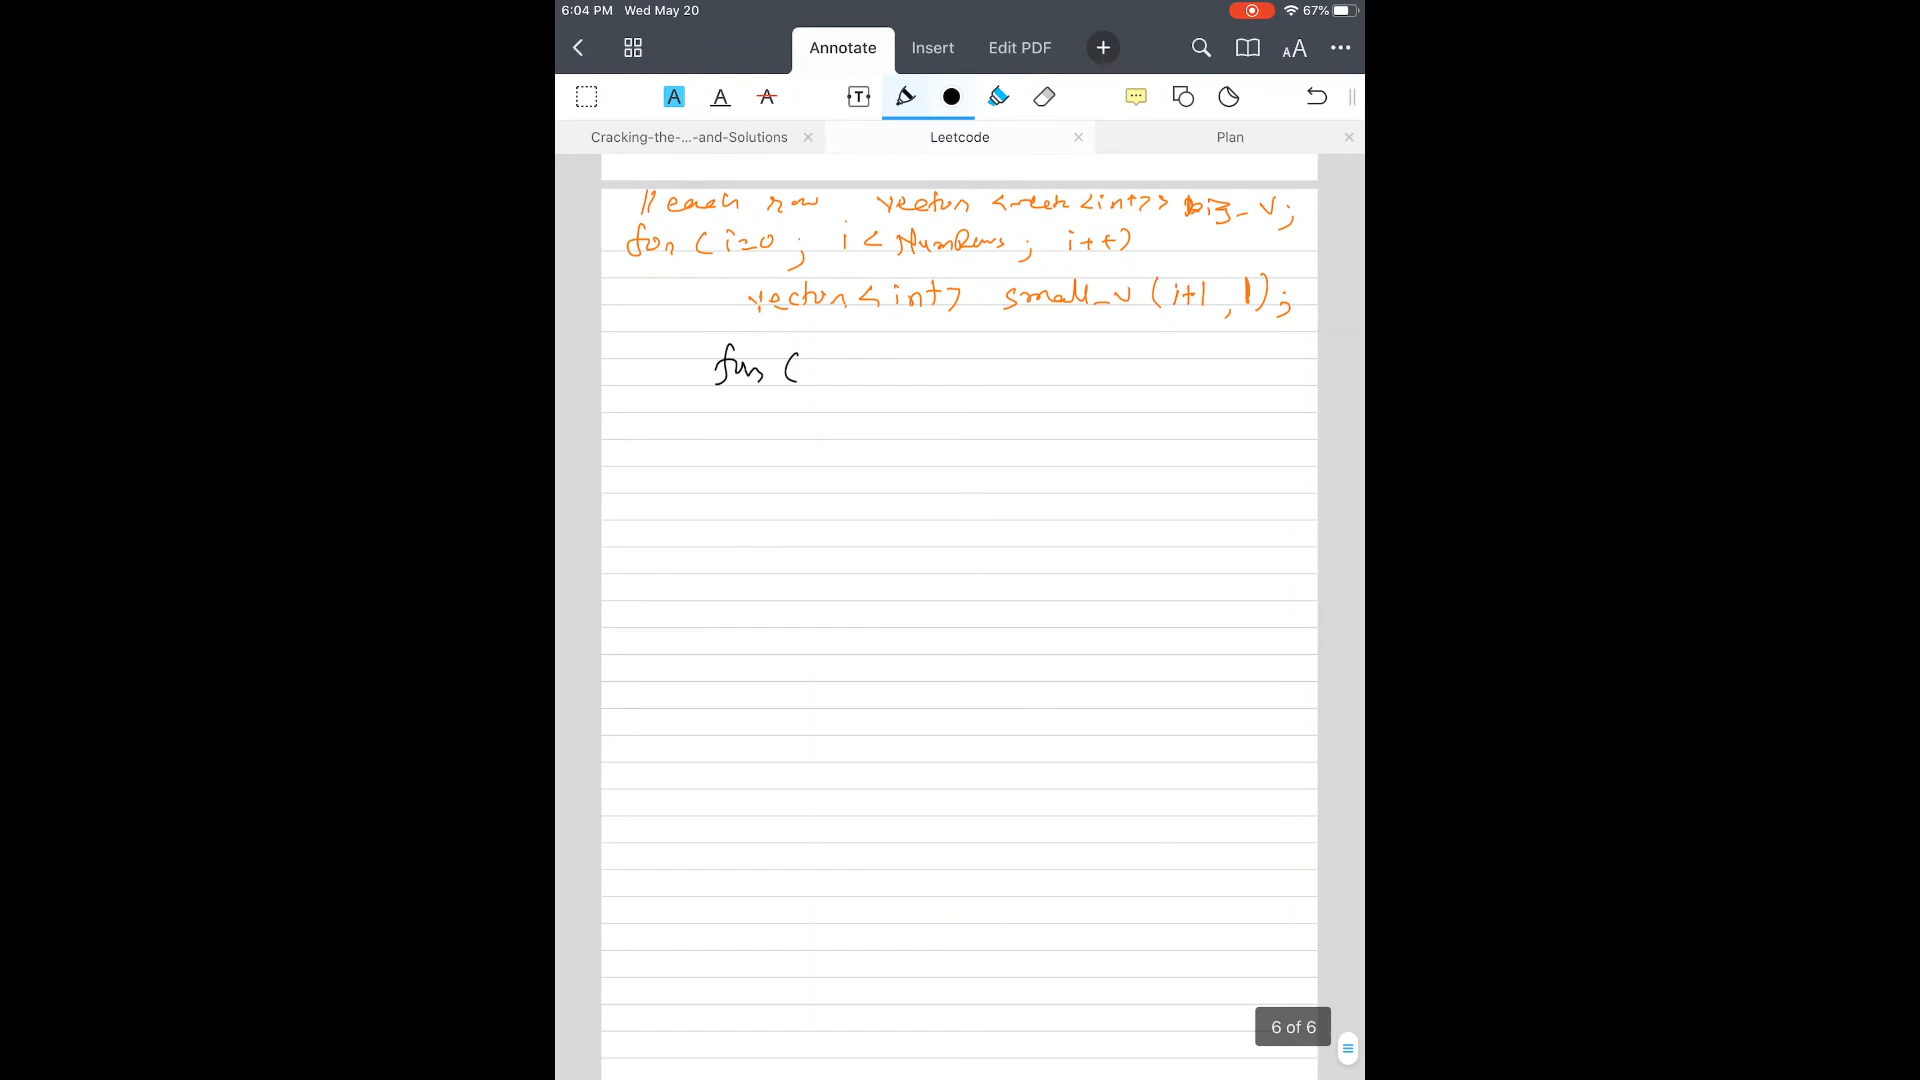 6:04 PM Wed May 20 67%
Annotate Insert Edit PDF
Cracking-the-...-and-Solutions Leetcode Plan
// each row vector <vector <int>> big_v;
for (i=0 ; i < NumRows ; i++)
vector <int> small_v (i+1 , 1);
for (
6 of 6